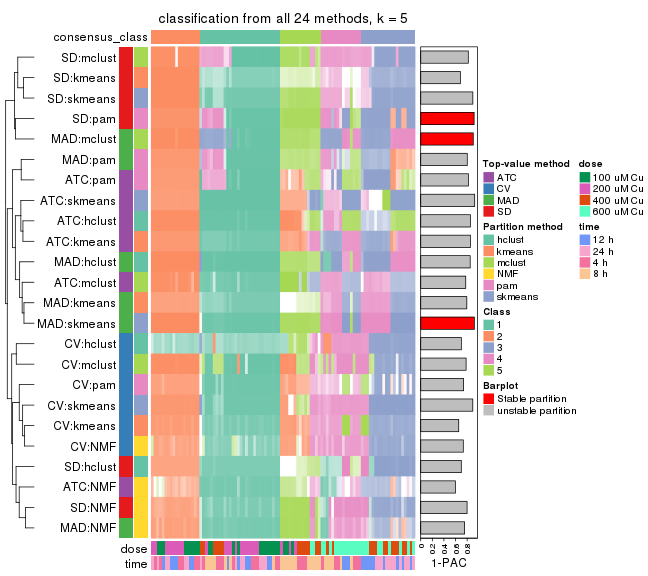 classification from all 24 methods, k = 5
consensus_class
SD:mclust
SD:kmeans
SD:skmeans
SD:pam
MAD:mclust
MAD:pam
ATC:pam
ATC:skmeans
ATC:hclust
ATC:kmeans
MAD:hclust
ATC:mclust
MAD:kmeans
MAD:skmeans
CV:hclust
CV:mclust
CV:pam
CV:skmeans
CV:kmeans
CV:NMF
SD:hclust
ATC:NMF
SD:NMF
MAD:NMF
dose
time
0
0.2
0.4
0.6
0.8
1-PAC
Top-value method
ATC
CV
MAD
SD
Partition method
hclust
kmeans
mclust
NMF
pam
skmeans
Class
1
2
3
4
5
Barplot
Stable partition
unstable partition
dose
100 uM Cu
200 uM Cu
400 uM Cu
600 uM Cu
time
12 h
24 h
4 h
8 h